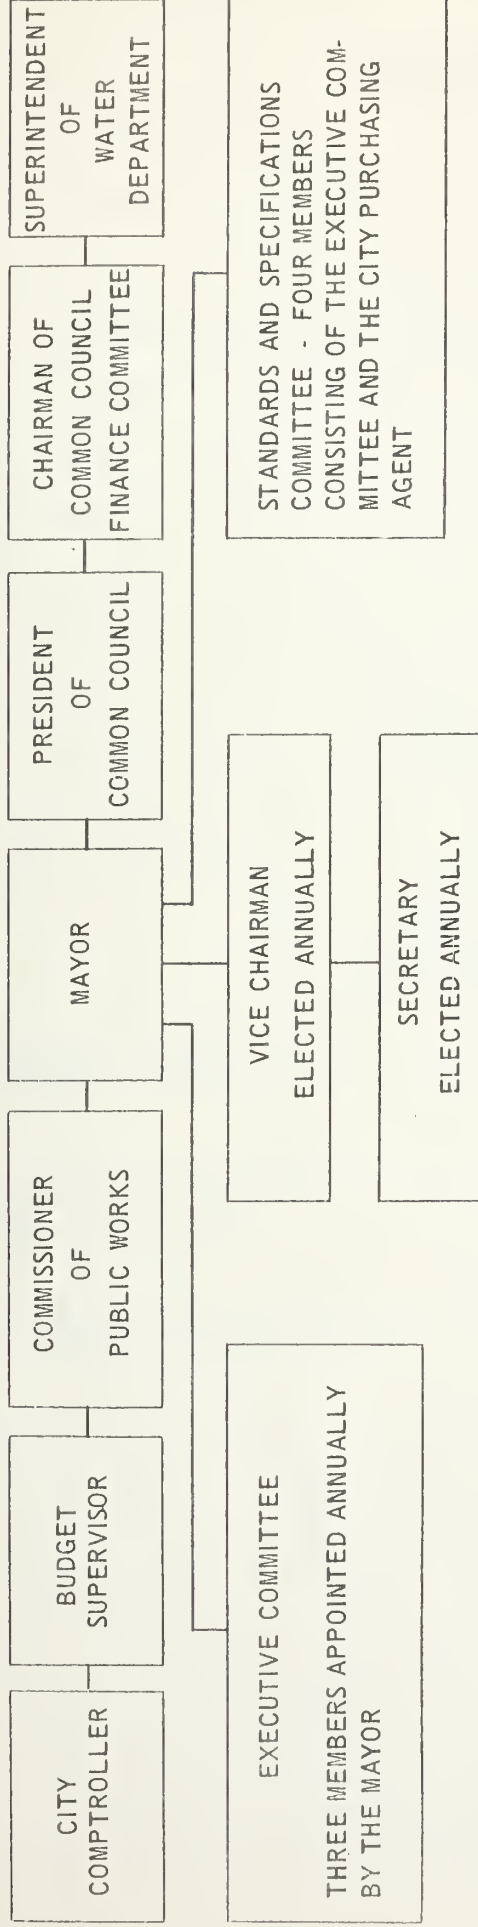 CITY
COMPTROLLER
BUDGET
SUPERVISOR
COMMISSIONER
OF
PUBLIC WORKS
MAYOR
PRESIDENT
OF
COMMON COUNCIL
CHAIRMAN OF
COMMON COUNCIL
FINANCE COMMITTEE
SUPERINTENDENT
OF
WATER
DEPARTMENT
EXECUTIVE COMMITTEE
THREE MEMBERS APPOINTED ANNUALLY
BY THE MAYOR
VICE CHAIRMAN
ELECTED ANNUALLY
SECRETARY
ELECTED ANNUALLY
STANDARDS AND SPECIFICATIONS
COMMITTEE - FOUR MEMBERS
CONSISTING OF THE EXECUTIVE COM-
MITTEE AND THE CITY PURCHASING
AGENT